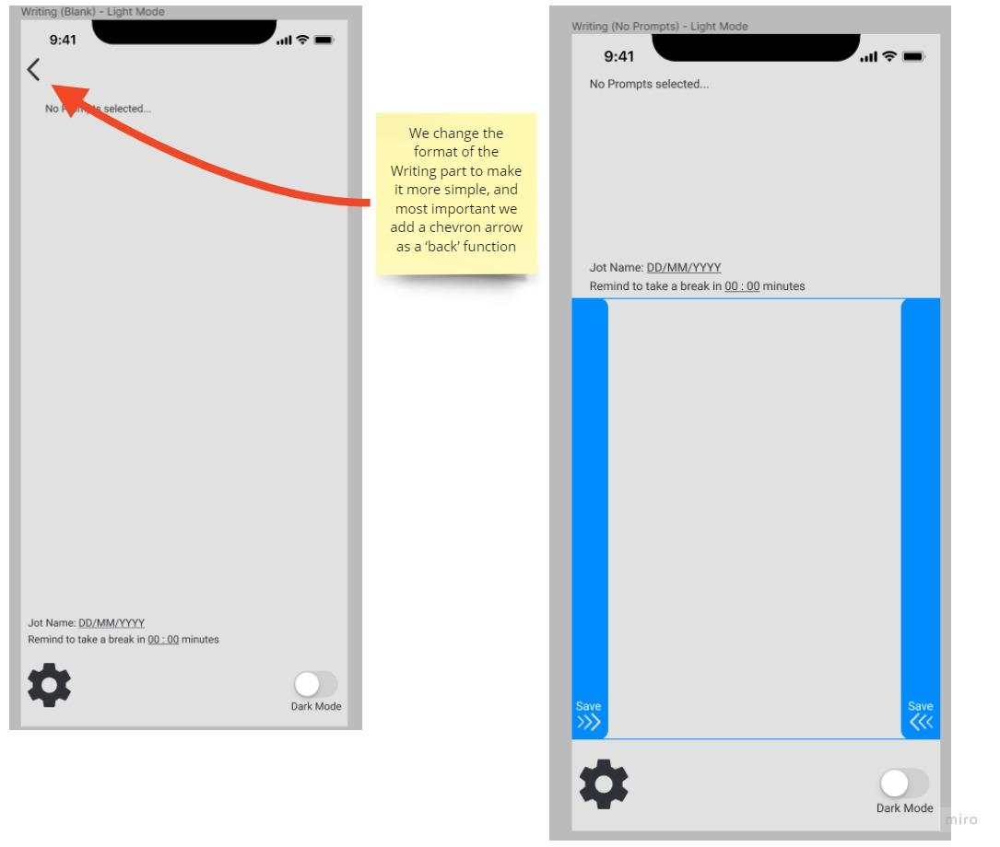 Writing (Blank) - Light Mode
9:41
No Prompts selected...
Jot Name: DD/MM/YYYY
Remind to take a break in 00 : 00 minutes
Dark Mode
We change the
format of the
Writing part to make
it more simple, and
most important we
add a chevron arrow
as a ‘back’ function
Writing (No Prompts) - Light Mode
9:41
No Prompts selected...
Jot Name: DD/MM/YYYY
Remind to take a break in 00 : 00 minutes
Save
Save
Dark Mode
miro